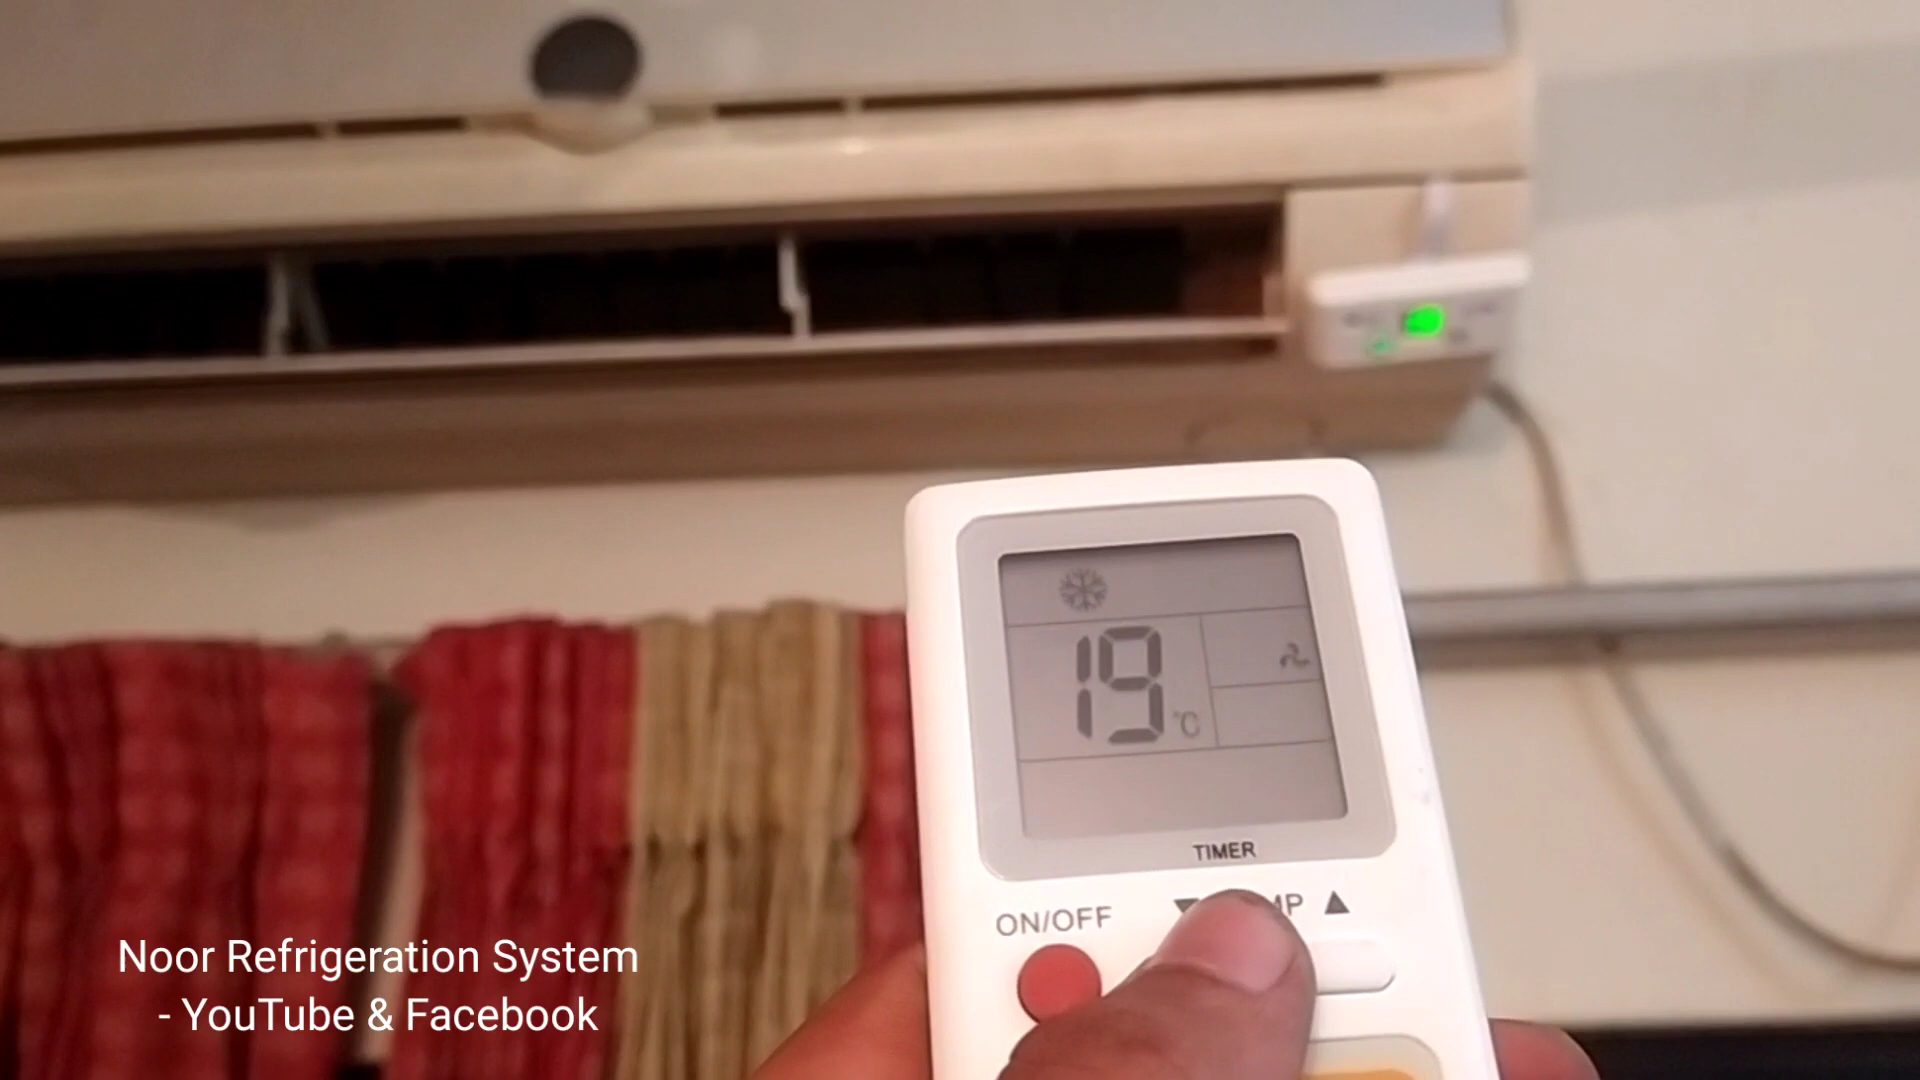 19 °C
TIMER
ON/OFF
Noor Refrigeration System
- YouTube & Facebook